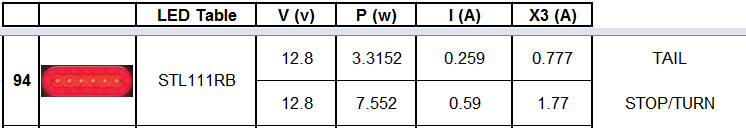 LED Table V (v) P (w) I (A) X3 (A)
12.8 3.3152 0.259 0.777 TAIL
94 STL111RB
12.8 7.552 0.59 1.77 STOP/TURN